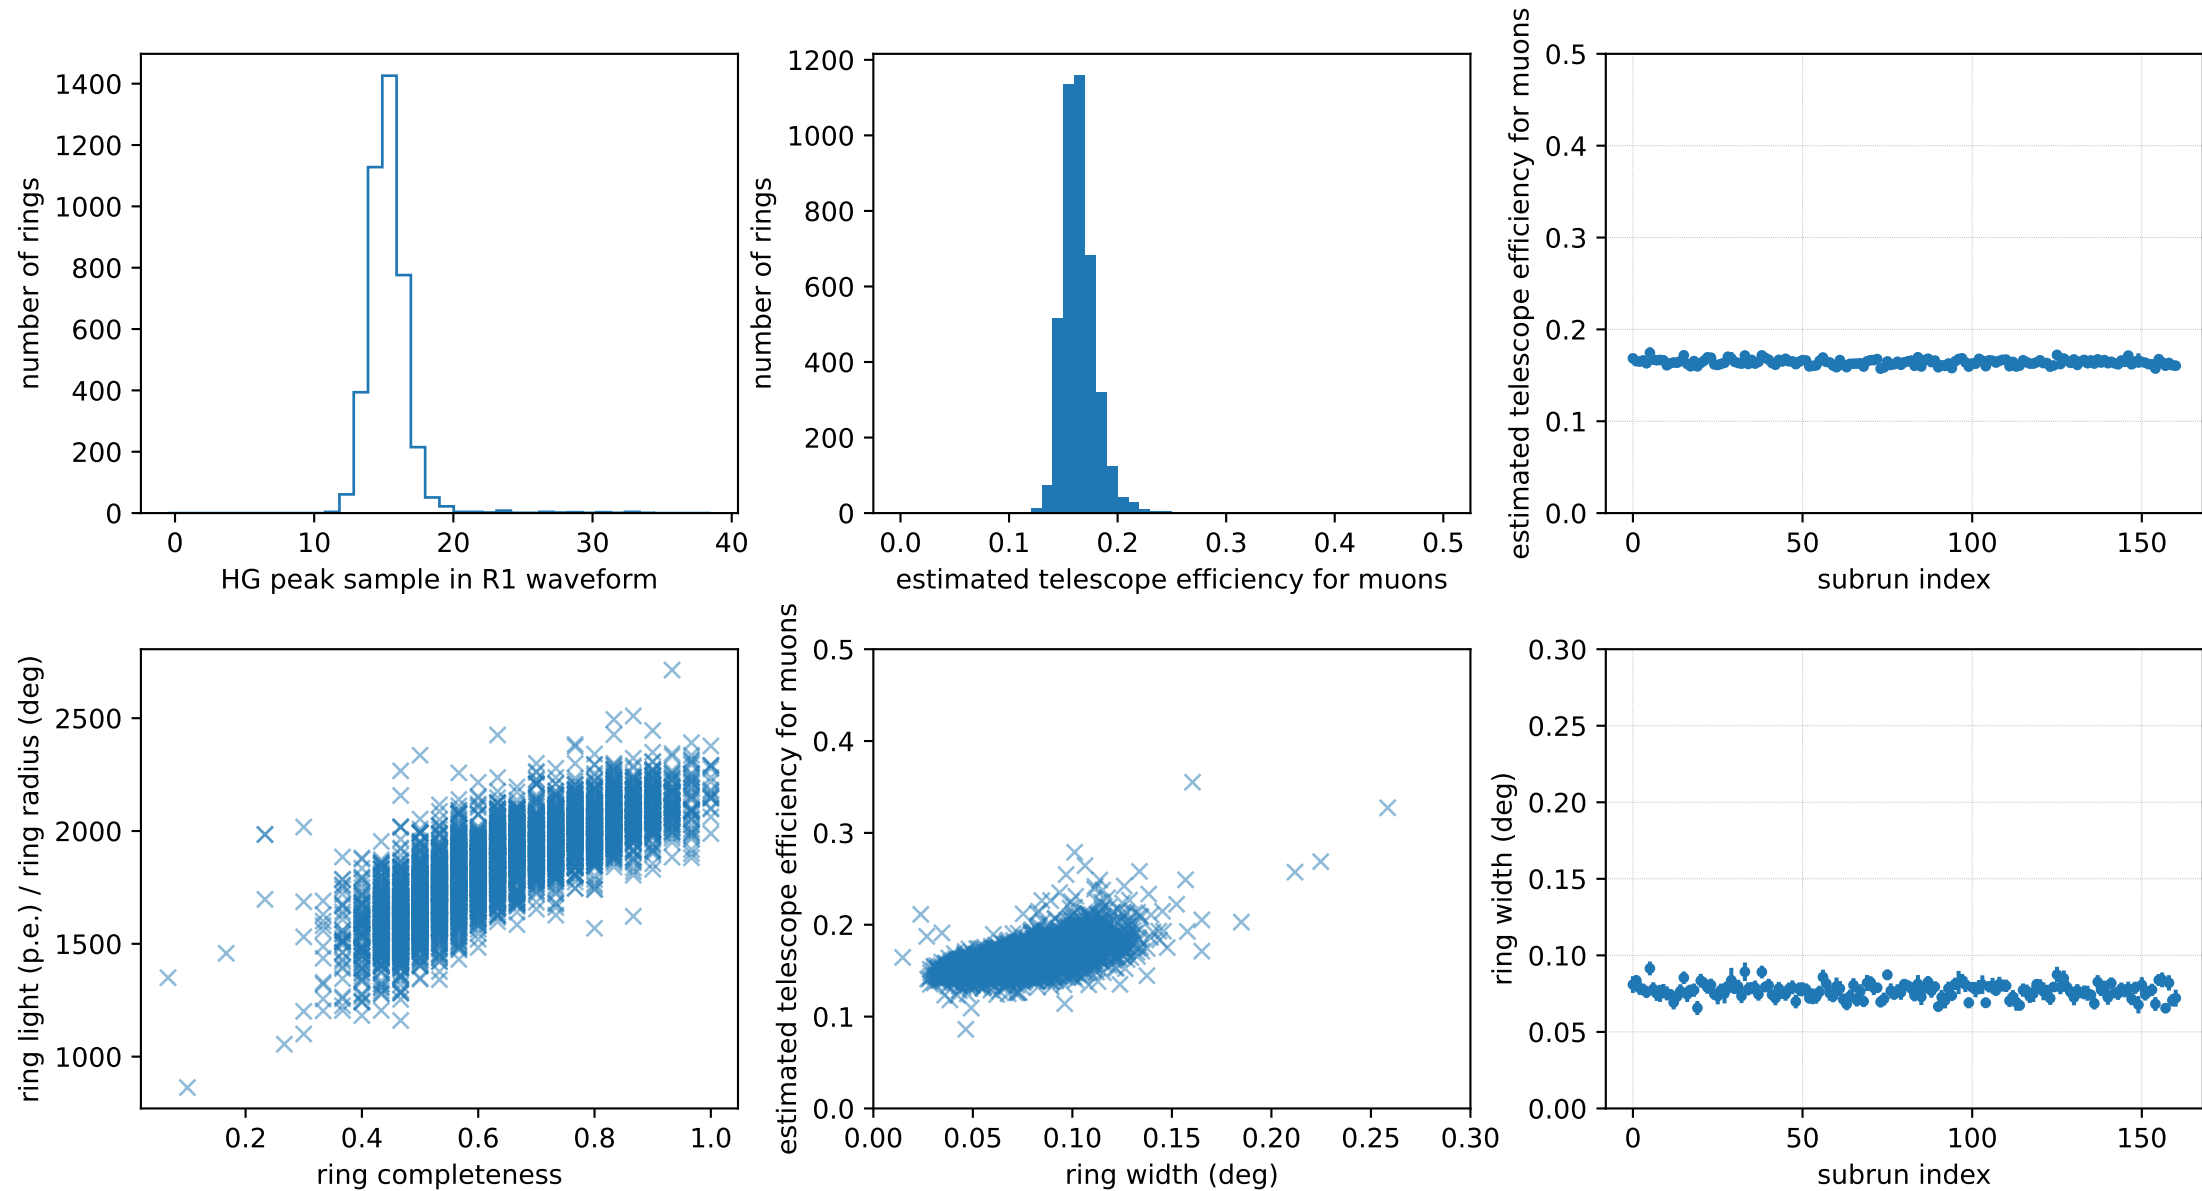 number of rings
1400
1200
1000
800
600
400
200
0
0 10 20 30 40
HG peak sample in R1 waveform
number of rings
1200
1000
800
600
400
200
0
0.0 0.1 0.2 0.3 0.4 0.5
estimated telescope efficiency for muons
estimated telescope efficiency for muons
0.5
0.4
0.3
0.2
0.1
0.0
0 50 100 150
subrun index
ring light (p.e.) / ring radius (deg)
2500
2000
1500
1000
0.2 0.4 0.6 0.8 1.0
ring completeness
estimated telescope efficiency for muons
0.5
0.4
0.3
0.2
0.1
0.0
0.00 0.05 0.10 0.15 0.20 0.25 0.30
ring width (deg)
ring width (deg)
0.30
0.25
0.20
0.15
0.10
0.05
0.00
0 50 100 150
subrun index